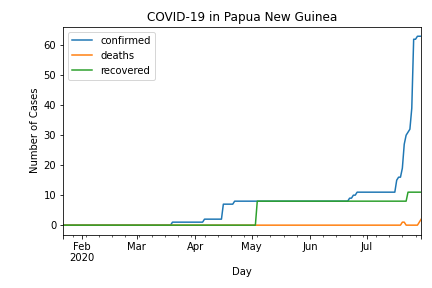 COVID-19 in Papua New Guinea
confirmed
deaths
recovered
Number of Cases
60
50
40
30
20
10
0
Feb Mar Apr May Jun Jul
2020
Day